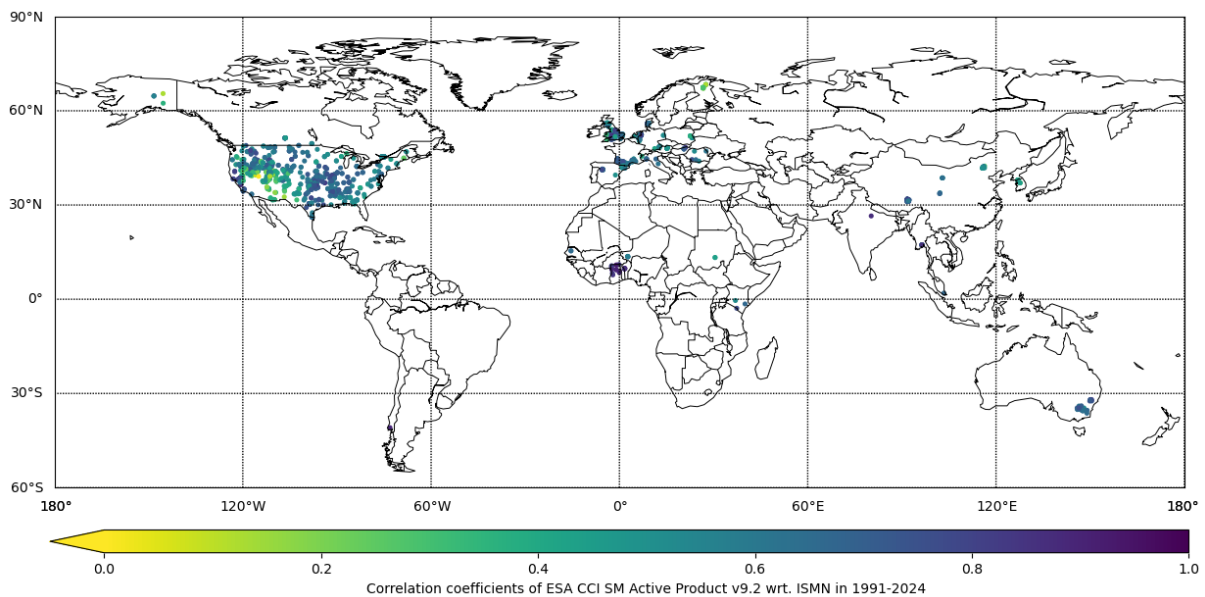 90°N
60°N
30°N
0°
30°S
60°S
180° 120°W 60°W 0° 60°E 120°E 180°
0.0 0.2 0.4 0.6 0.8 1.0
Correlation coefficients of ESA CCI SM Active Product v9.2 wrt. ISMN in 1991-2024